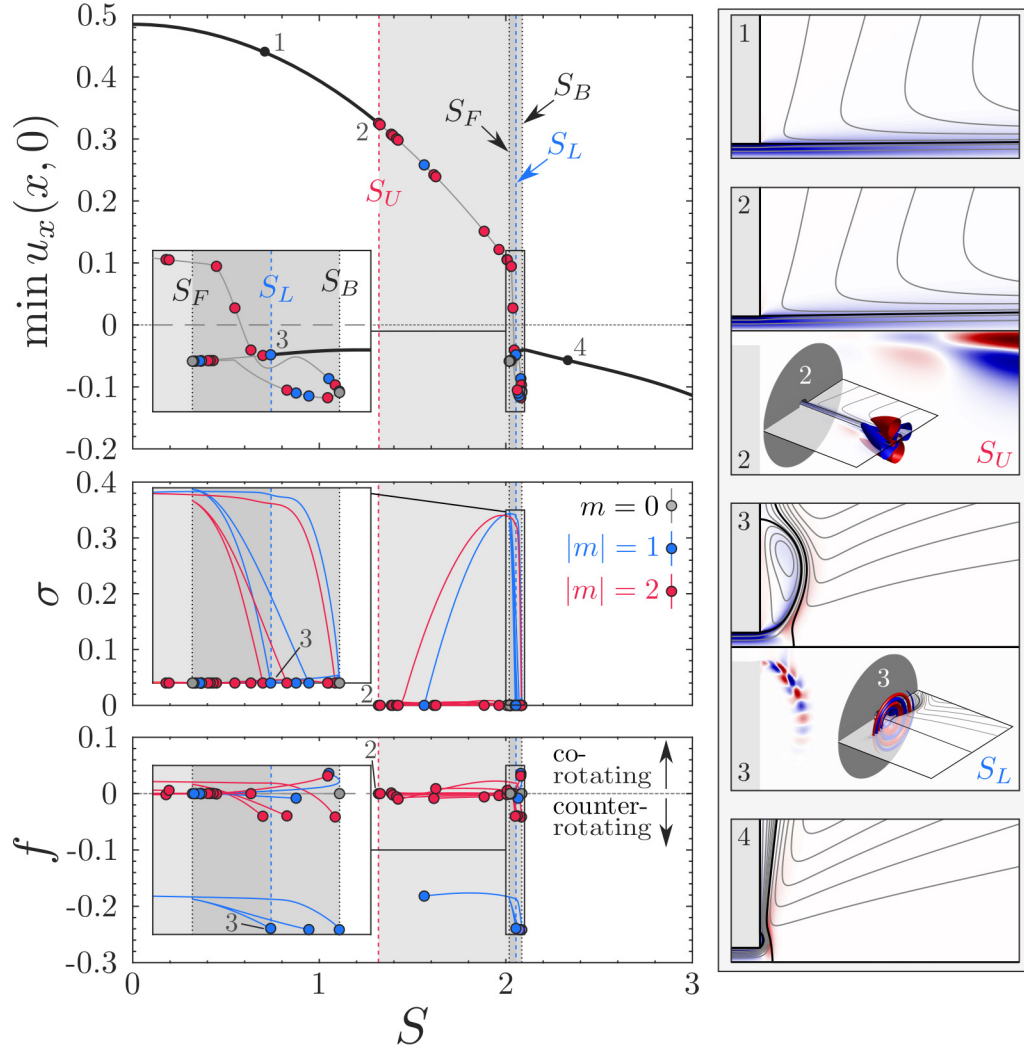 0.5
0.4
0.3
0.2
0.1
0
-0.1
-0.2
min u_x(x, 0)
1
2
S_U
S_F
S_B
S_L
S_F
S_L
S_B
3
4
0.4
0.3
0.2
0.1
0
σ
3
2
m = 0
|m| = 1
|m| = 2
0.1
0
-0.1
-0.2
-0.3
f
2
3
co-
rotating
counter-
rotating
0
1
2
3
S
1
2
2
2
S_U
3
3
3
S_L
4